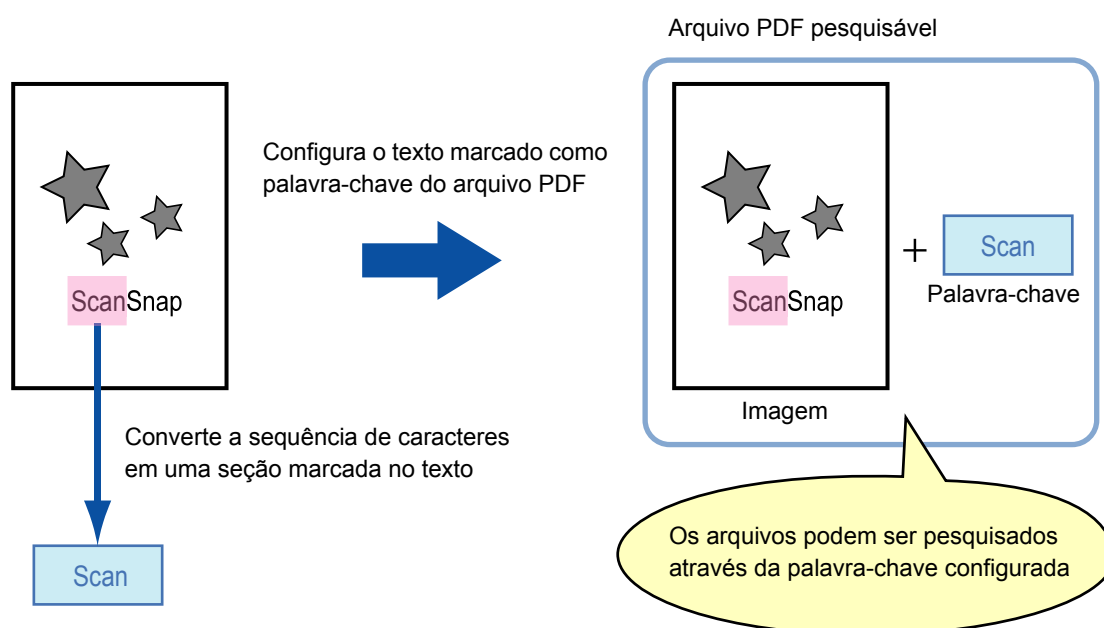 Arquivo PDF pesquisável
Configura o texto marcado como
palavra-chave do arquivo PDF
ScanSnap
ScanSnap
+
Scan
Palavra-chave
Imagem
Converte a sequência de caracteres
em uma seção marcada no texto
Scan
Os arquivos podem ser pesquisados
através da palavra-chave configurada